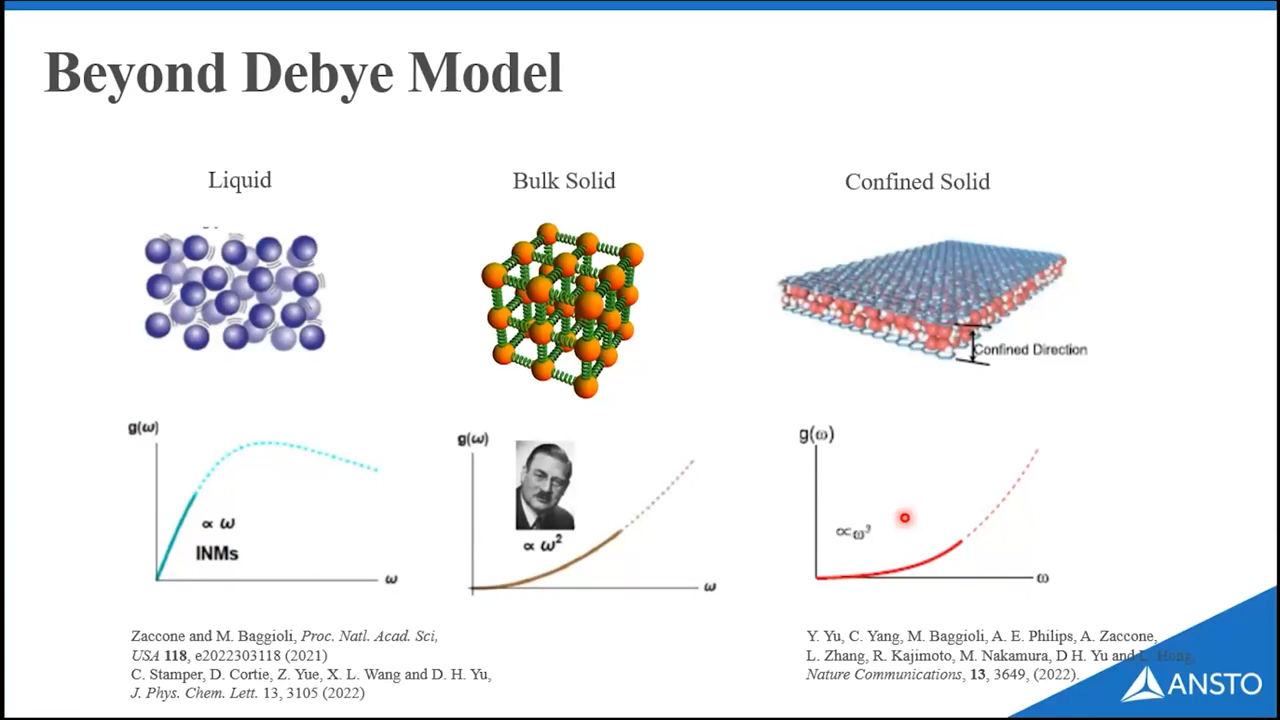 Beyond Debye Model
Liquid
Bulk Solid
Confined Solid
Confined Direction
g(ω)
∝ ω
INMs
ω
g(ω)
∝ ω²
ω
g(ω)
∝ω³
ω
Zaccone and M. Baggioli, Proc. Natl. Acad. Sci,
USA 118, e2022303118 (2021)
C. Stamper, D. Cortie, Z. Yue, X. L. Wang and D. H. Yu,
J. Phys. Chem. Lett. 13, 3105 (2022)
Y. Yu, C. Yang, M. Baggioli, A. E. Philips, A. Zaccone,
L. Zhang, R. Kajimoto, M. Nakamura, D H. Yu and L. Hong,
Nature Communications, 13, 3649, (2022).
ANSTO